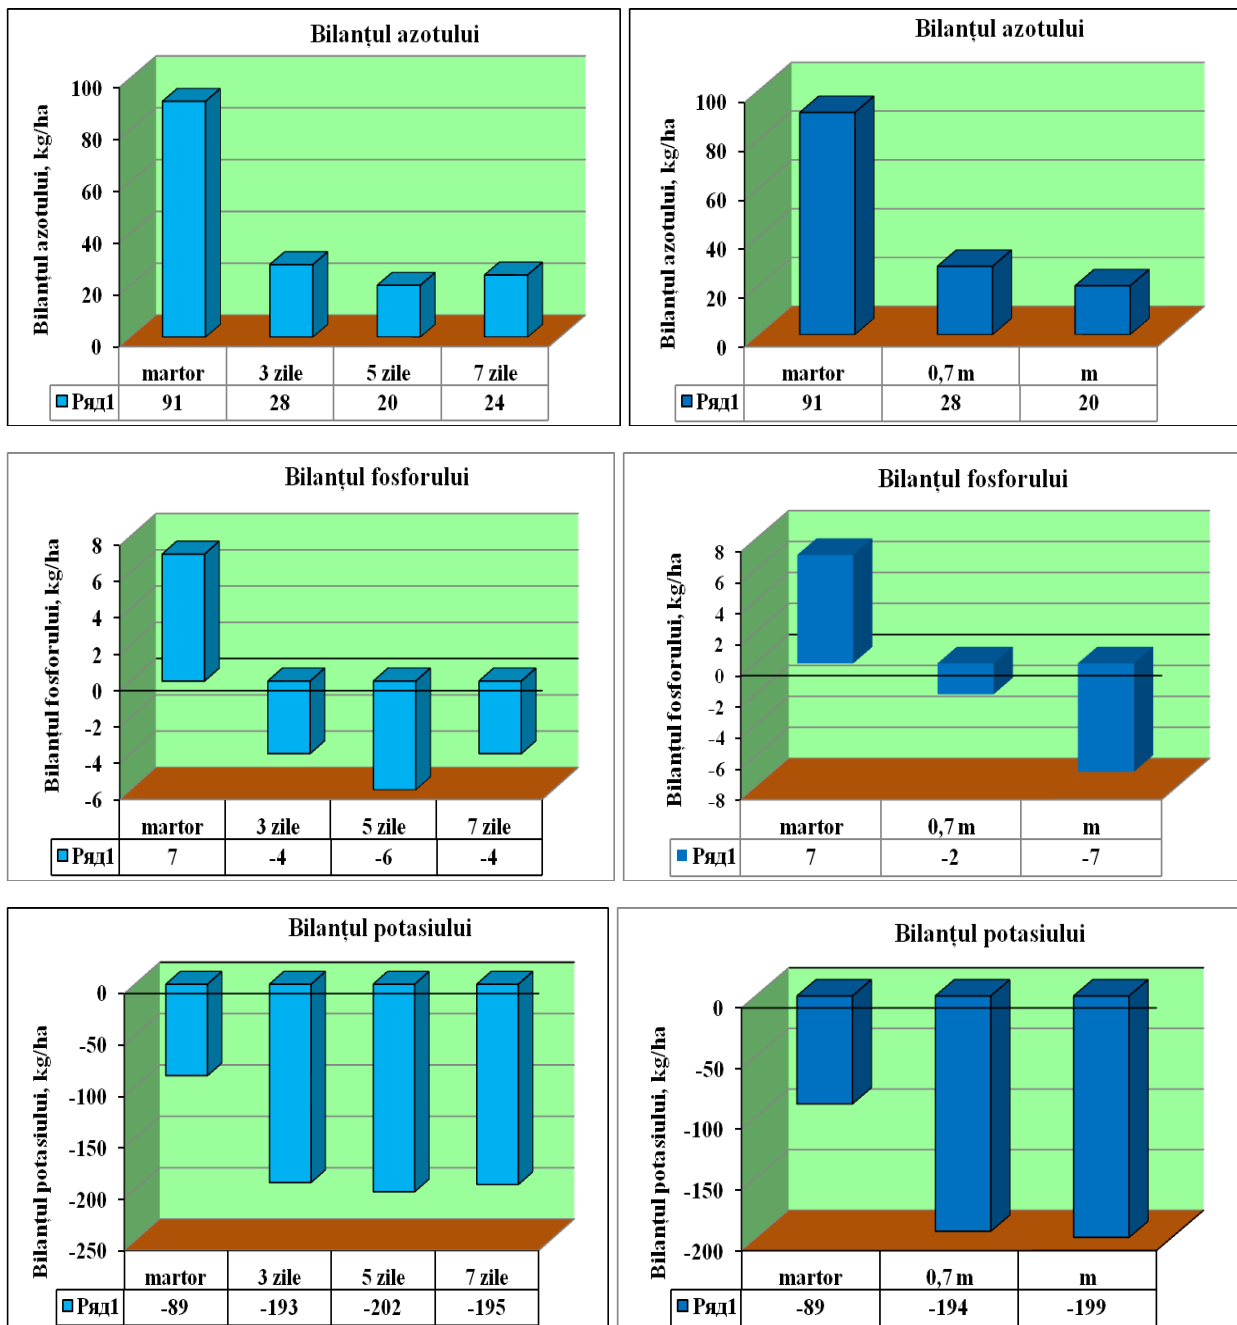 Bilanțul azotului
Bilanțul azotului, kg/ha
100
80
60
40
20
0
martor 3 zile 5 zile 7 zile
Ряд1 91 28 20 24
Bilanțul azotului
Bilanțul azotului, kg/ha
100
80
60
40
20
0
martor 0,7 m m
Ряд1 91 28 20
Bilanțul fosforului
Bilanțul fosforului, kg/ha
8
6
4
2
0
-2
-4
-6
martor 3 zile 5 zile 7 zile
Ряд1 7 -4 -6 -4
Bilanțul fosforului
Bilanțul fosforului, kg/ha
8
6
4
2
0
-2
-4
-6
-8
martor 0,7 m m
Ряд1 7 -2 -7
Bilanțul potasiului
Bilanțul potasiului, kg/ha
0
-50
-100
-150
-200
-250
martor 3 zile 5 zile 7 zile
Ряд1 -89 -193 -202 -195
Bilanțul potasiului
Bilanțul potasiului, kg/ha
0
-50
-100
-150
-200
martor 0,7 m m
Ряд1 -89 -194 -199